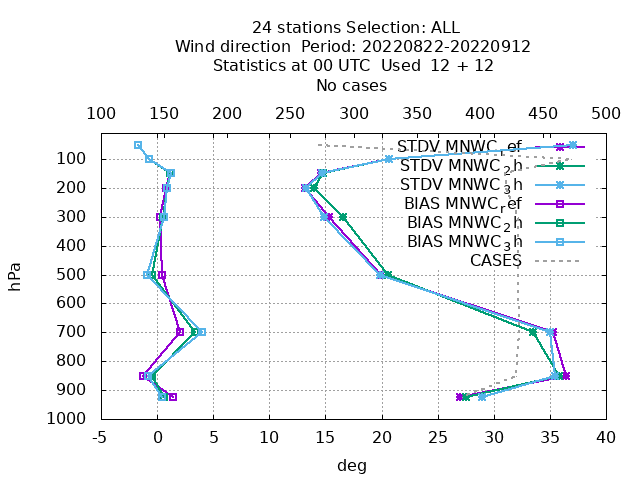 24 stations Selection: ALL
Wind direction  Period: 20220822-20220912
Statistics at 00 UTC  Used  12 + 12
No cases
100 150 200 250 300 350 400 450 500
STDV MNWC_ref
STDV MNWC_2h
STDV MNWC_3h
BIAS MNWC_ref
BIAS MNWC_2h
BIAS MNWC_3h
CASES
hPa
100
200
300
400
500
600
700
800
900
1000
-5 0 5 10 15 20 25 30 35 40
deg